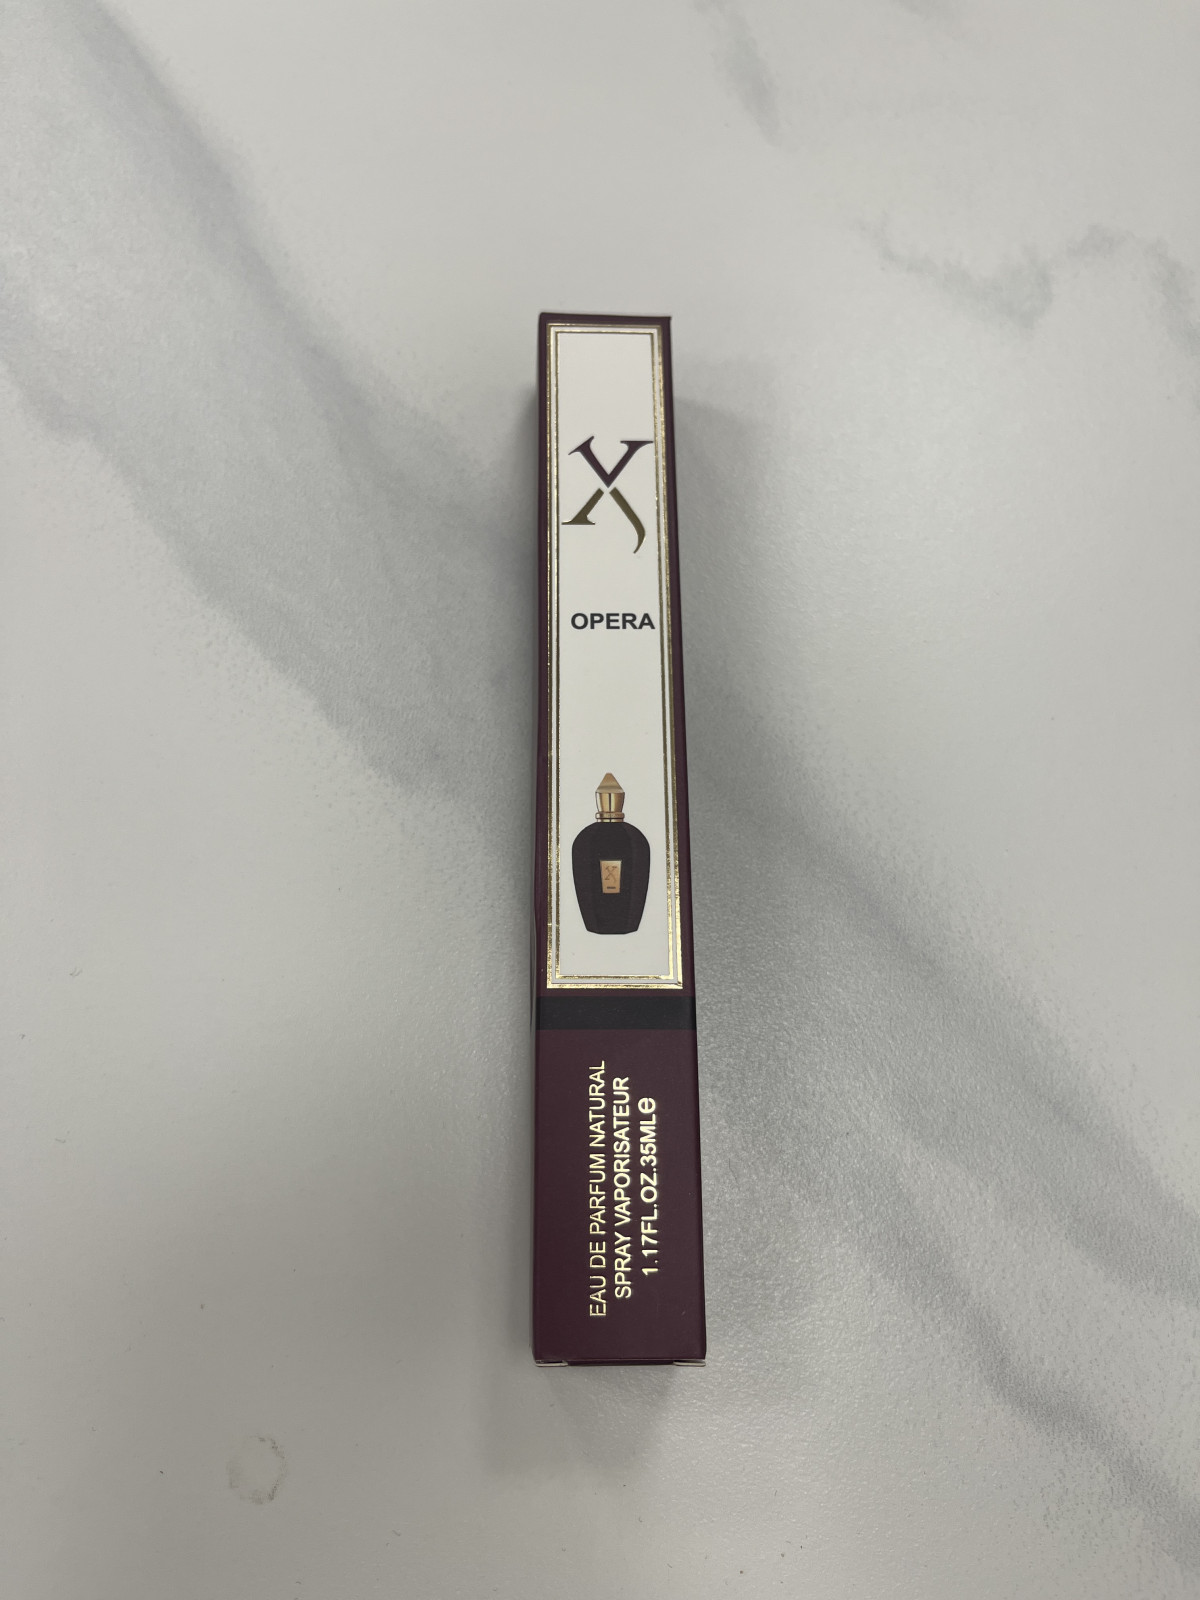 X
OPERA
X
EAU DE PARFUM NATURAL
SPRAY VAPORISATEUR
1.17FL.OZ.35ML℮